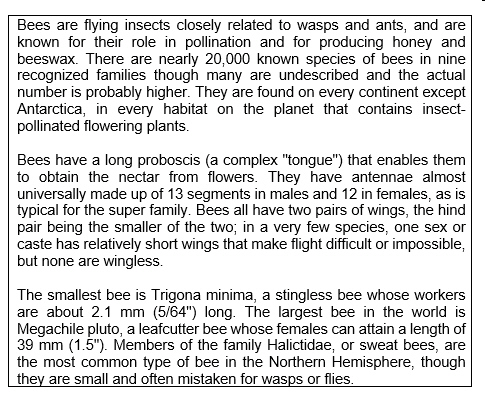 Bees are flying insects closely related to wasps and ants, and are
known for their role in pollination and for producing honey and
beeswax. There are nearly 20,000 known species of bees in nine
recognized families though many are undescribed and the actual
number is probably higher. They are found on every continent except
Antarctica, in every habitat on the planet that contains insect-
pollinated flowering plants.
Bees have a long proboscis (a complex "tongue") that enables them
to obtain the nectar from flowers. They have antennae almost
universally made up of 13 segments in males and 12 in females, as is
typical for the super family. Bees all have two pairs of wings, the hind
pair being the smaller of the two; in a very few species, one sex or
caste has relatively short wings that make flight difficult or impossible,
but none are wingless.
The smallest bee is Trigona minima, a stingless bee whose workers
are about 2.1 mm (5/64") long. The largest bee in the world is
Megachile pluto, a leafcutter bee whose females can attain a length of
39 mm (1.5"). Members of the family Halictidae, or sweat bees, are
the most common type of bee in the Northern Hemisphere, though
they are small and often mistaken for wasps or flies.